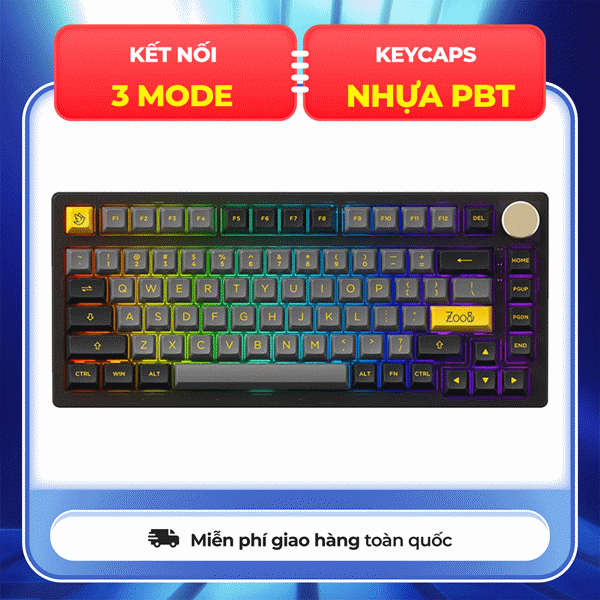 KẾT NỐI
3 MODE
KEYCAPS
NHỰA PBT
F1 F2 F3 F4 F5 F6 F7 F8 F9 F10 F11 F12 DEL
HOME
Q W E R T Y U I O P PGUP
A S D F G H J K L Zoo& PGDN
Z X C V B N M END
CTRL WIN ALT ALT FN CTRL
Miễn phí giao hàng toàn quốc